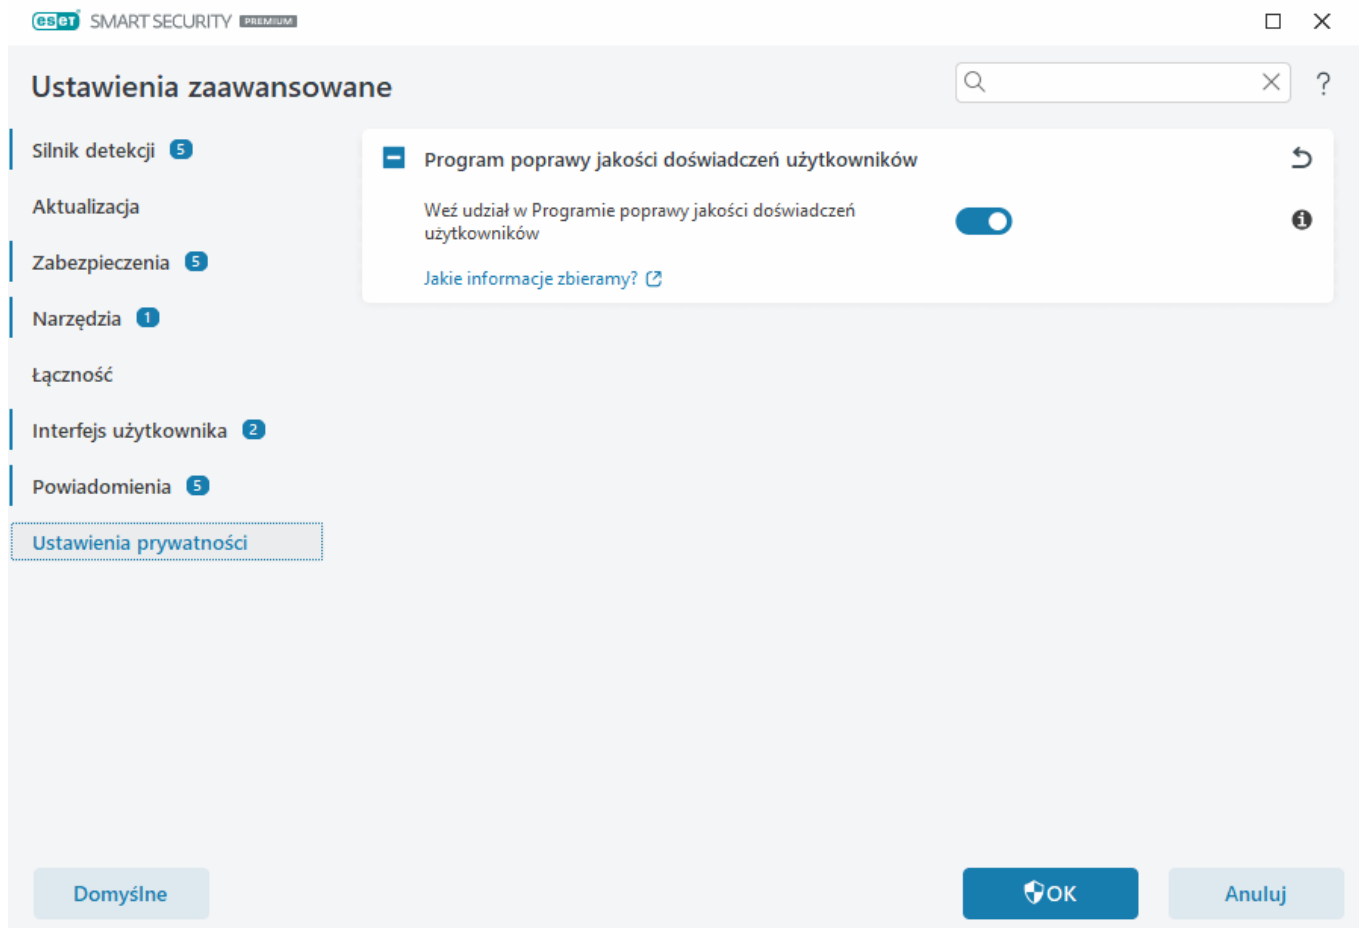 eset SMART SECURITY PREMIUM
Ustawienia zaawansowane
?
Silnik detekcji 5
Aktualizacja
Zabezpieczenia 5
Narzędzia 1
Łączność
Interfejs użytkownika 2
Powiadomienia 5
Ustawienia prywatności
Program poprawy jakości doświadczeń użytkowników
Weź udział w Programie poprawy jakości doświadczeń
użytkowników
Jakie informacje zbieramy?
Domyślne
OK
Anuluj